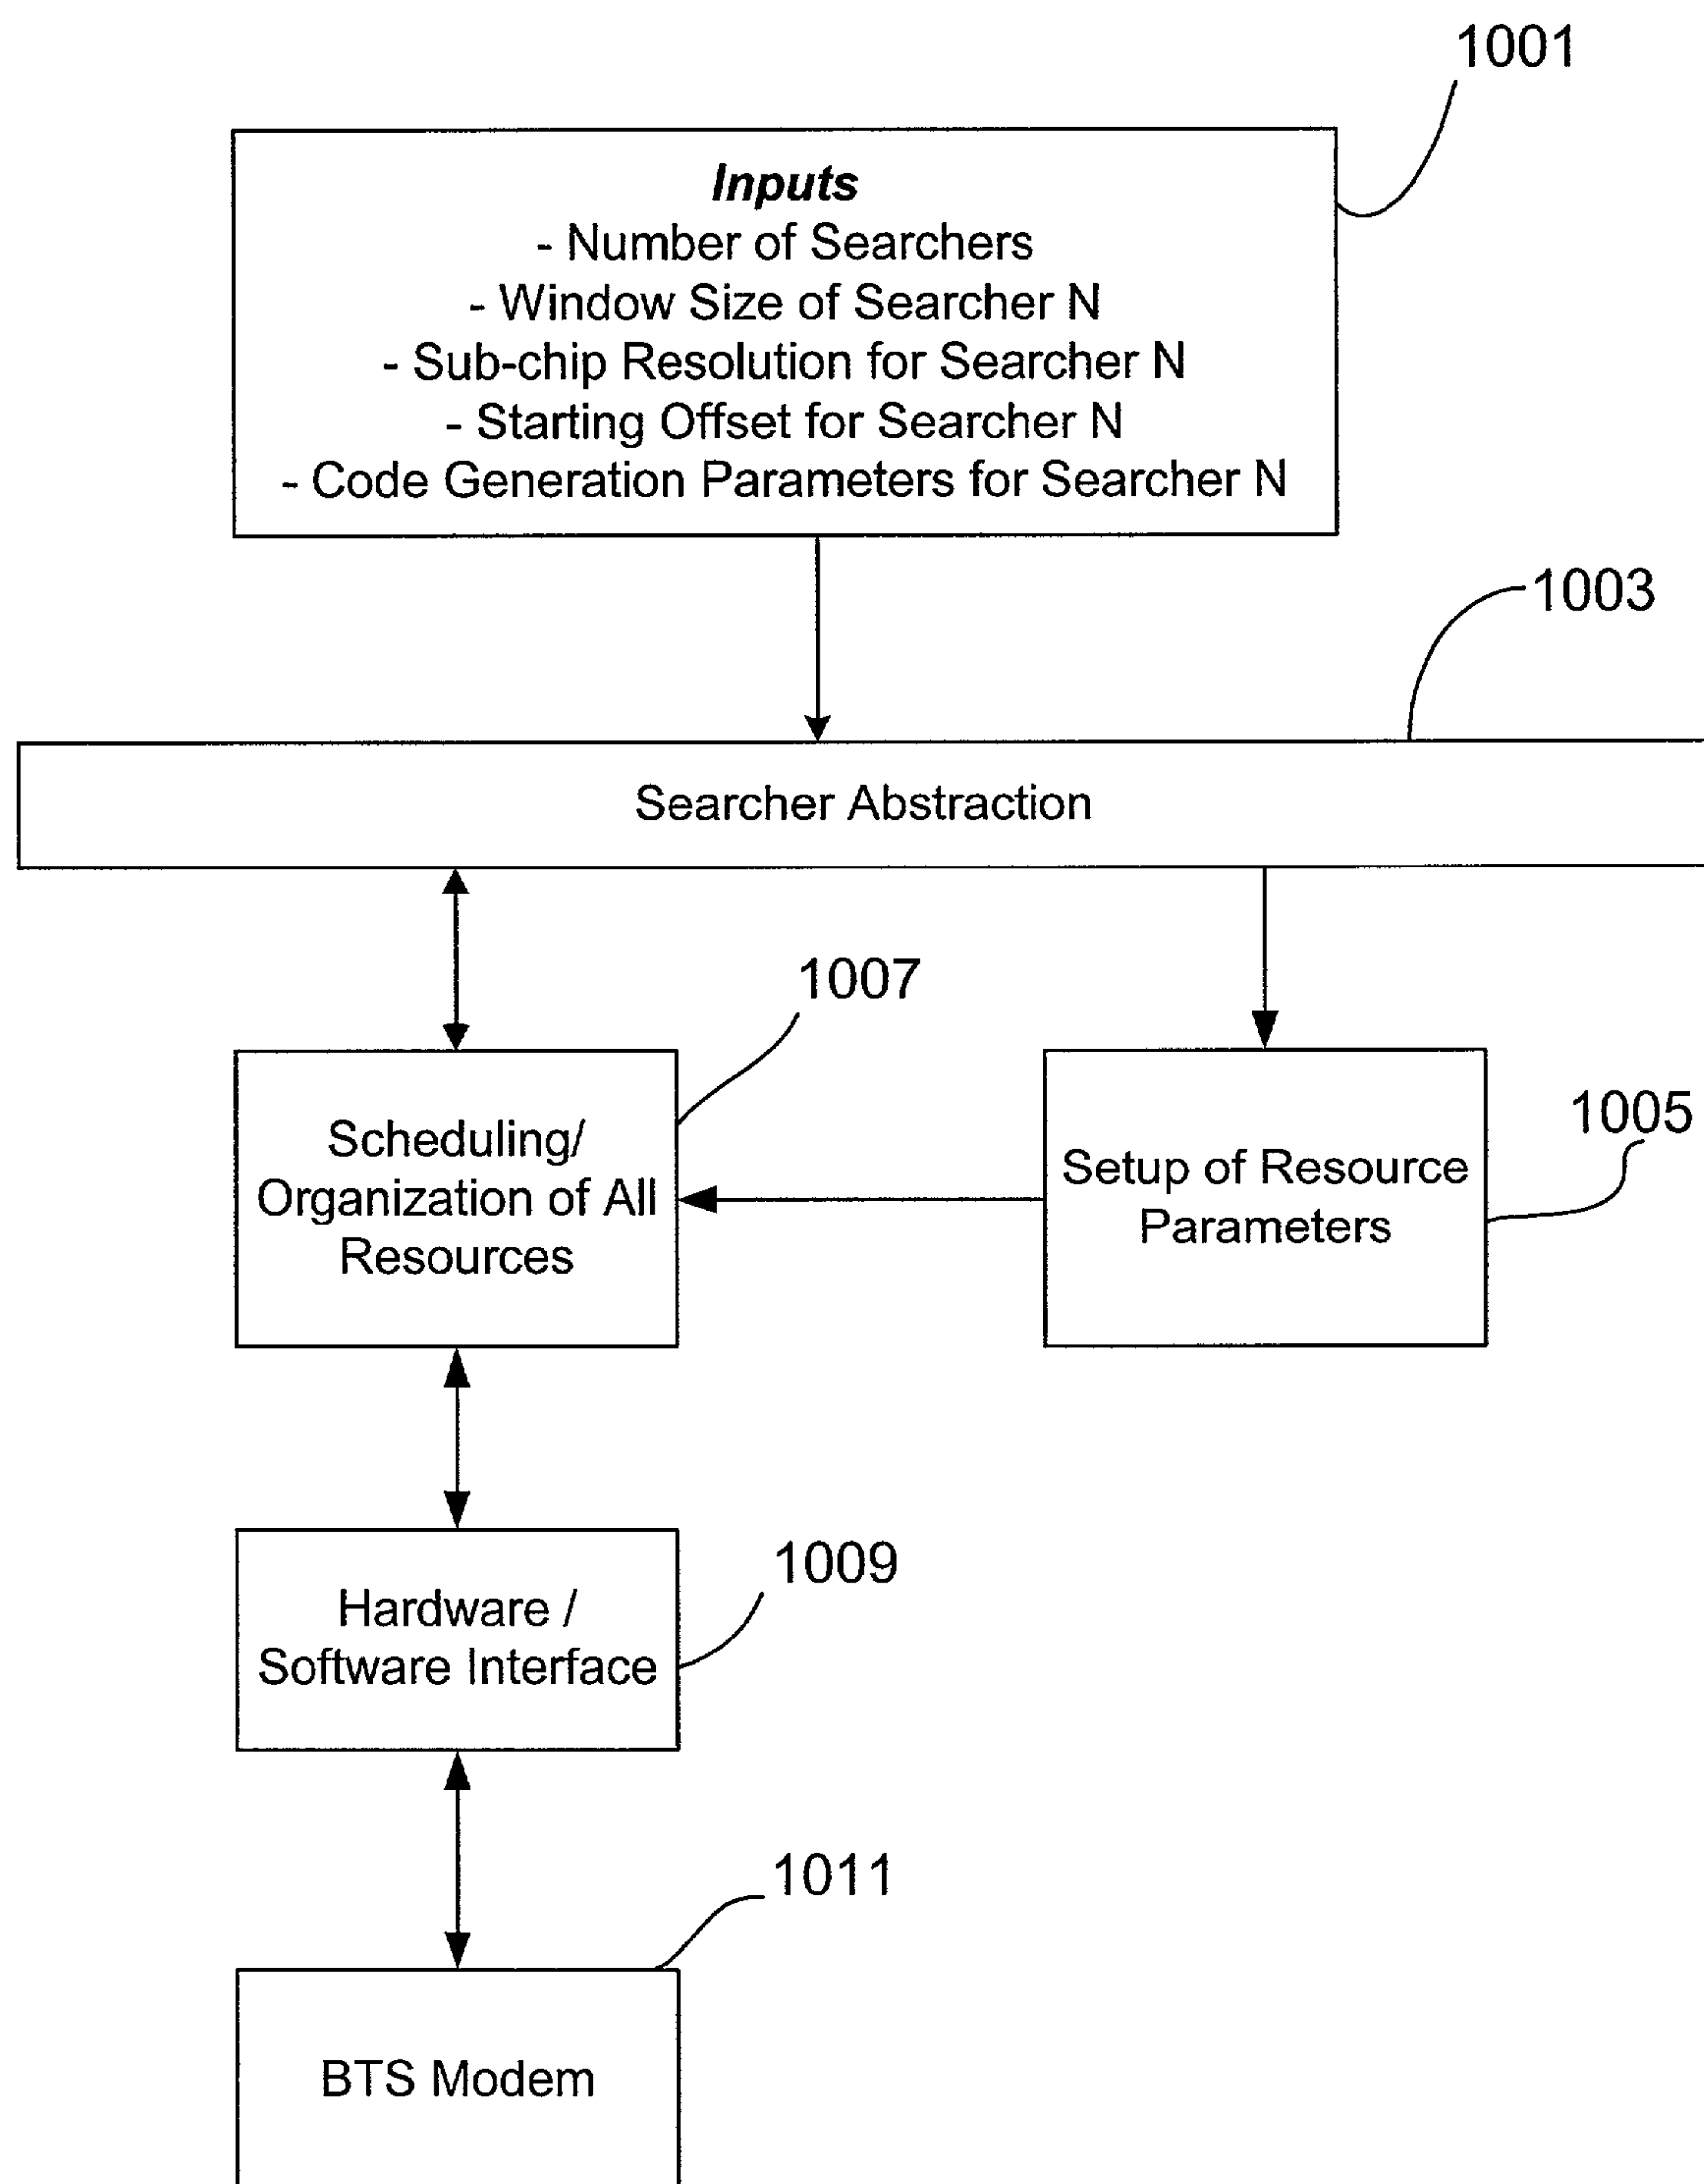 1001
Inputs
- Number of Searchers
- Window Size of Searcher N
- Sub-chip Resolution for Searcher N
- Starting Offset for Searcher N
- Code Generation Parameters for Searcher N
1003
Searcher Abstraction
1007
Scheduling/
Organization of All
Resources
1005
Setup of Resource
Parameters
1009
Hardware /
Software Interface
1011
BTS Modem